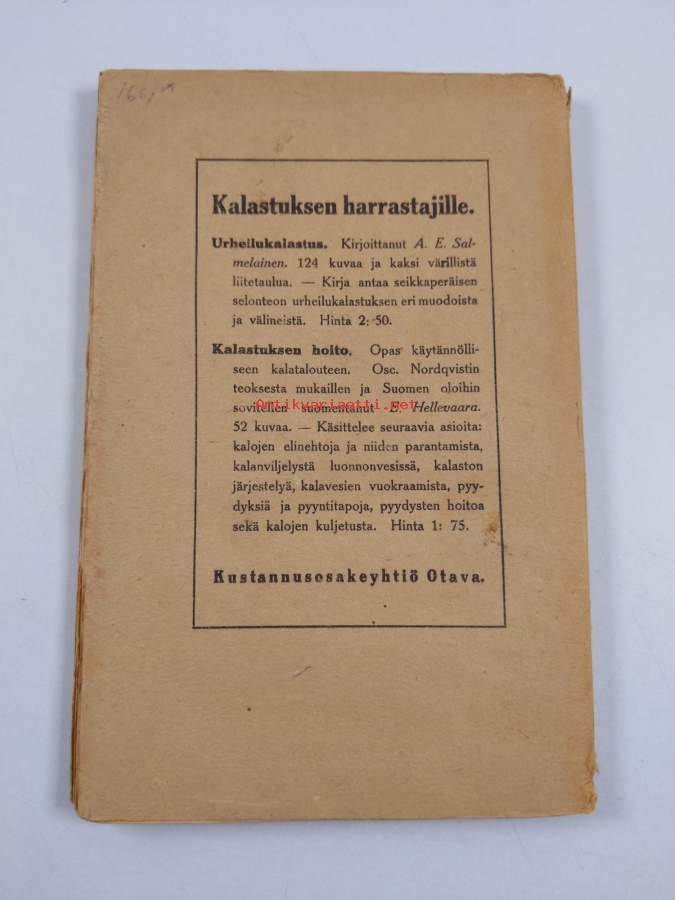 Kalastuksen harrastajille.
Urheilukalastus. Kirjoittanut A. E. Sal-
melainen. 124 kuvaa ja kaksi värillistä
liitetaulua. — Kirja antaa seikkaperäisen
selonteon urheilukalastuksen eri muodoista
ja välineistä. Hinta 2: 50.
Kalastuksen hoito. Opas käytännölli-
seen kalatalouteen. Osc. Nordqvistin
teoksesta mukaillen ja Suomen oloihin
sovitellen suomentanut E. Hellevaara.
Antikvariaatti.net
52 kuvaa. — Käsittelee seuraavia asioita:
kalojen elinehtoja ja niiden parantamista,
kalanviljelystä luonnonvesissä, kalaston
järjestelyä, kalavesien vuokraamista, pyy-
dyksiä ja pyyntitapoja, pyydysten hoitoa
sekä kalojen kuljetusta. Hinta 1: 75.
Kustannusosakeyhtiö Otava.